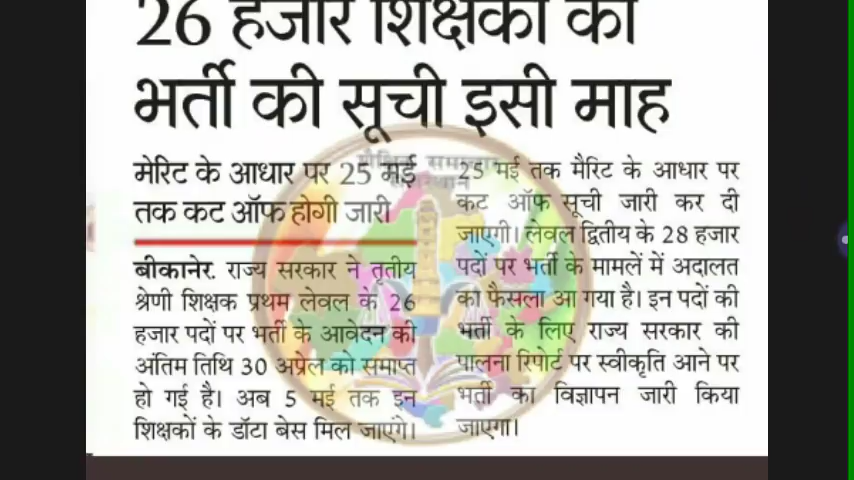 26 हजार शिक्षकों की
भर्ती की सूची इसी माह
मेरिट के आधार पर 25 मई
तक कट ऑफ होगी जारी
बीकानेर. राज्य सरकार ने तृतीय
श्रेणी शिक्षक प्रथम लेवल के 26
हजार पदों पर भर्ती के आवेदन की
अंतिम तिथि 30 अप्रेल को समाप्त
हो गई है। अब 5 मई तक इन
शिक्षकों के डॉटा बेस मिल जाएंगे।
25 मई तक मैरिट के आधार पर
कट ऑफ सूची जारी कर दी
जाएगी। लेवल द्वितीय के 28 हजार
पदों पर भर्ती के मामलें में अदालत
का फैसला आ गया है। इन पदों की
भर्ती के लिए राज्य सरकार की
पालना रिपोर्ट पर स्वीकृति आने पर
भर्ती का विज्ञापन जारी किया
जाएगा।